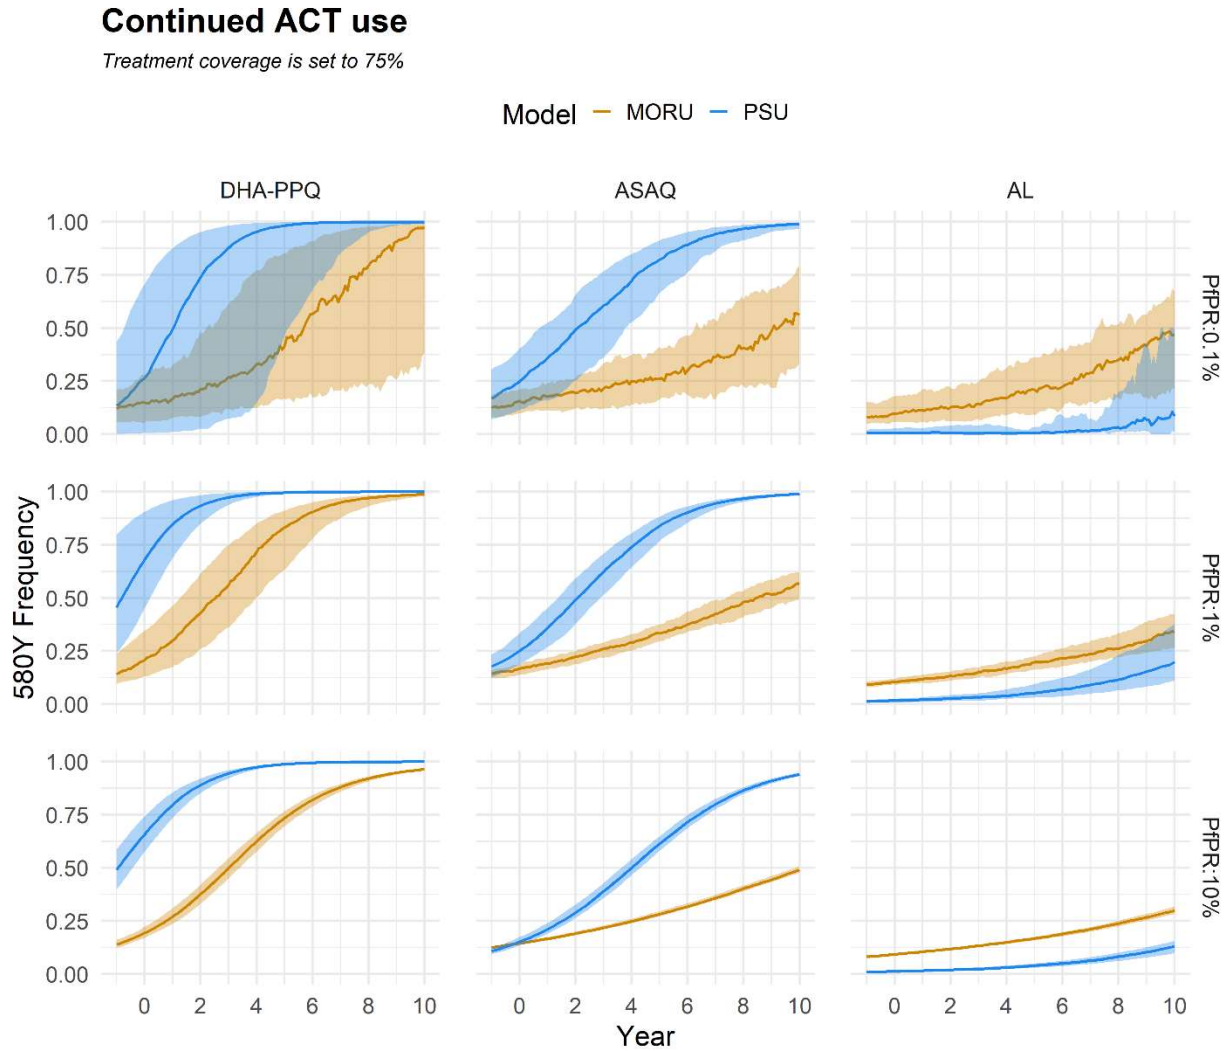 Continued ACT use
Treatment coverage is set to 75%
Model MORU PSU
DHA-PPQ ASAQ AL
1.00
0.75
0.50
0.25
0.00
PfPR:0.1%
1.00
0.75
0.50
0.25
0.00
PfPR:1%
580Y Frequency
1.00
0.75
0.50
0.25
0.00
PfPR:10%
0 2 4 6 8 10 0 2 4 6 8 10 0 2 4 6 8 10
Year